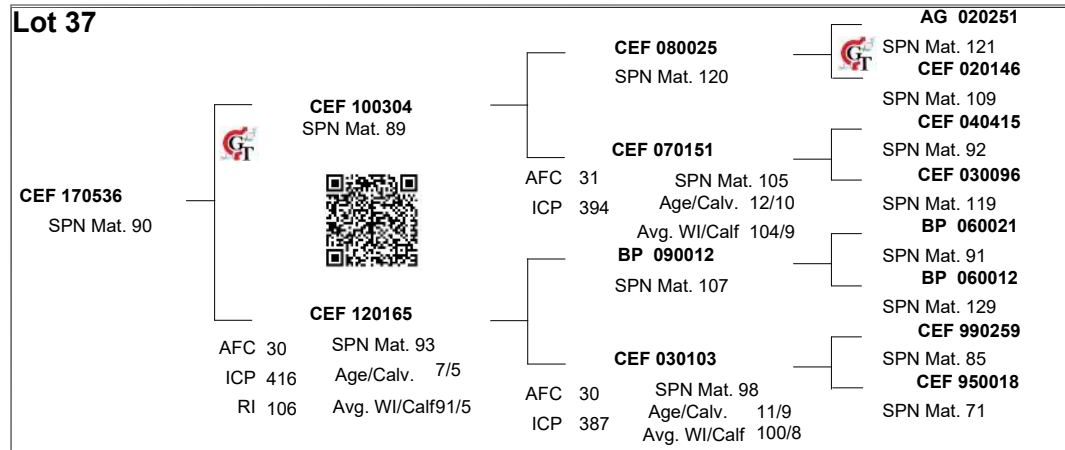 Lot 37
CEF 170536
SPN Mat. 90
GT
CEF 100304
SPN Mat. 89
CEF 120165
AFC 30 SPN Mat. 93
ICP 416 Age/Calv. 7/5
RI 106 Avg. WI/Calf 91/5
CEF 080025
SPN Mat. 120
CEF 070151
AFC 31 SPN Mat. 105
ICP 394 Age/Calv. 12/10
Avg. WI/Calf 104/9
BP 090012
SPN Mat. 107
CEF 030103
AFC 30 SPN Mat. 98
ICP 387 Age/Calv. 11/9
Avg. WI/Calf 100/8
AG 020251
GT
SPN Mat. 121
CEF 020146
SPN Mat. 109
CEF 040415
SPN Mat. 92
CEF 030096
SPN Mat. 119
BP 060021
SPN Mat. 91
BP 060012
SPN Mat. 129
CEF 990259
SPN Mat. 85
CEF 950018
SPN Mat. 71